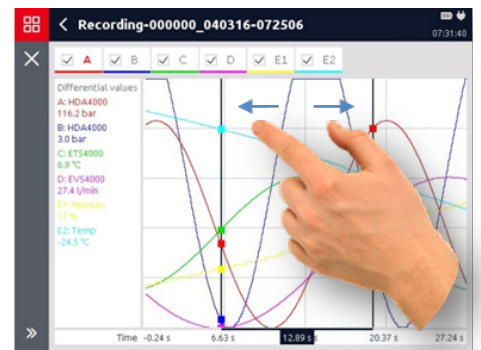 Recording-000000_040316-072506
07:31:40
A B C D E1 E2
Differential values
A: HDA4000
116.2 bar
B: HDA4000
3.0 bar
C: ETS4000
6.9 °C
D: EVS4000
27.4 l/min
E1: RelHum
17 %
E2: Temp
-24.5 °C
Time -0.24 s 6.63 s 12.89 s 20.37 s 27.24 s